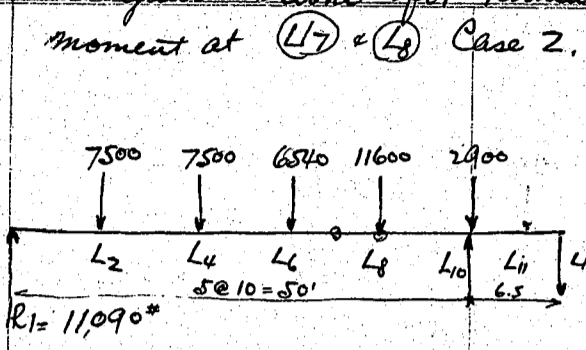 moment at L7 & L8 Case 2.
7500 7500 6540 11600 2900
L2 L4 L6 L8 L10 L11 L
5@10=50' 6.5
R1= 11,090#